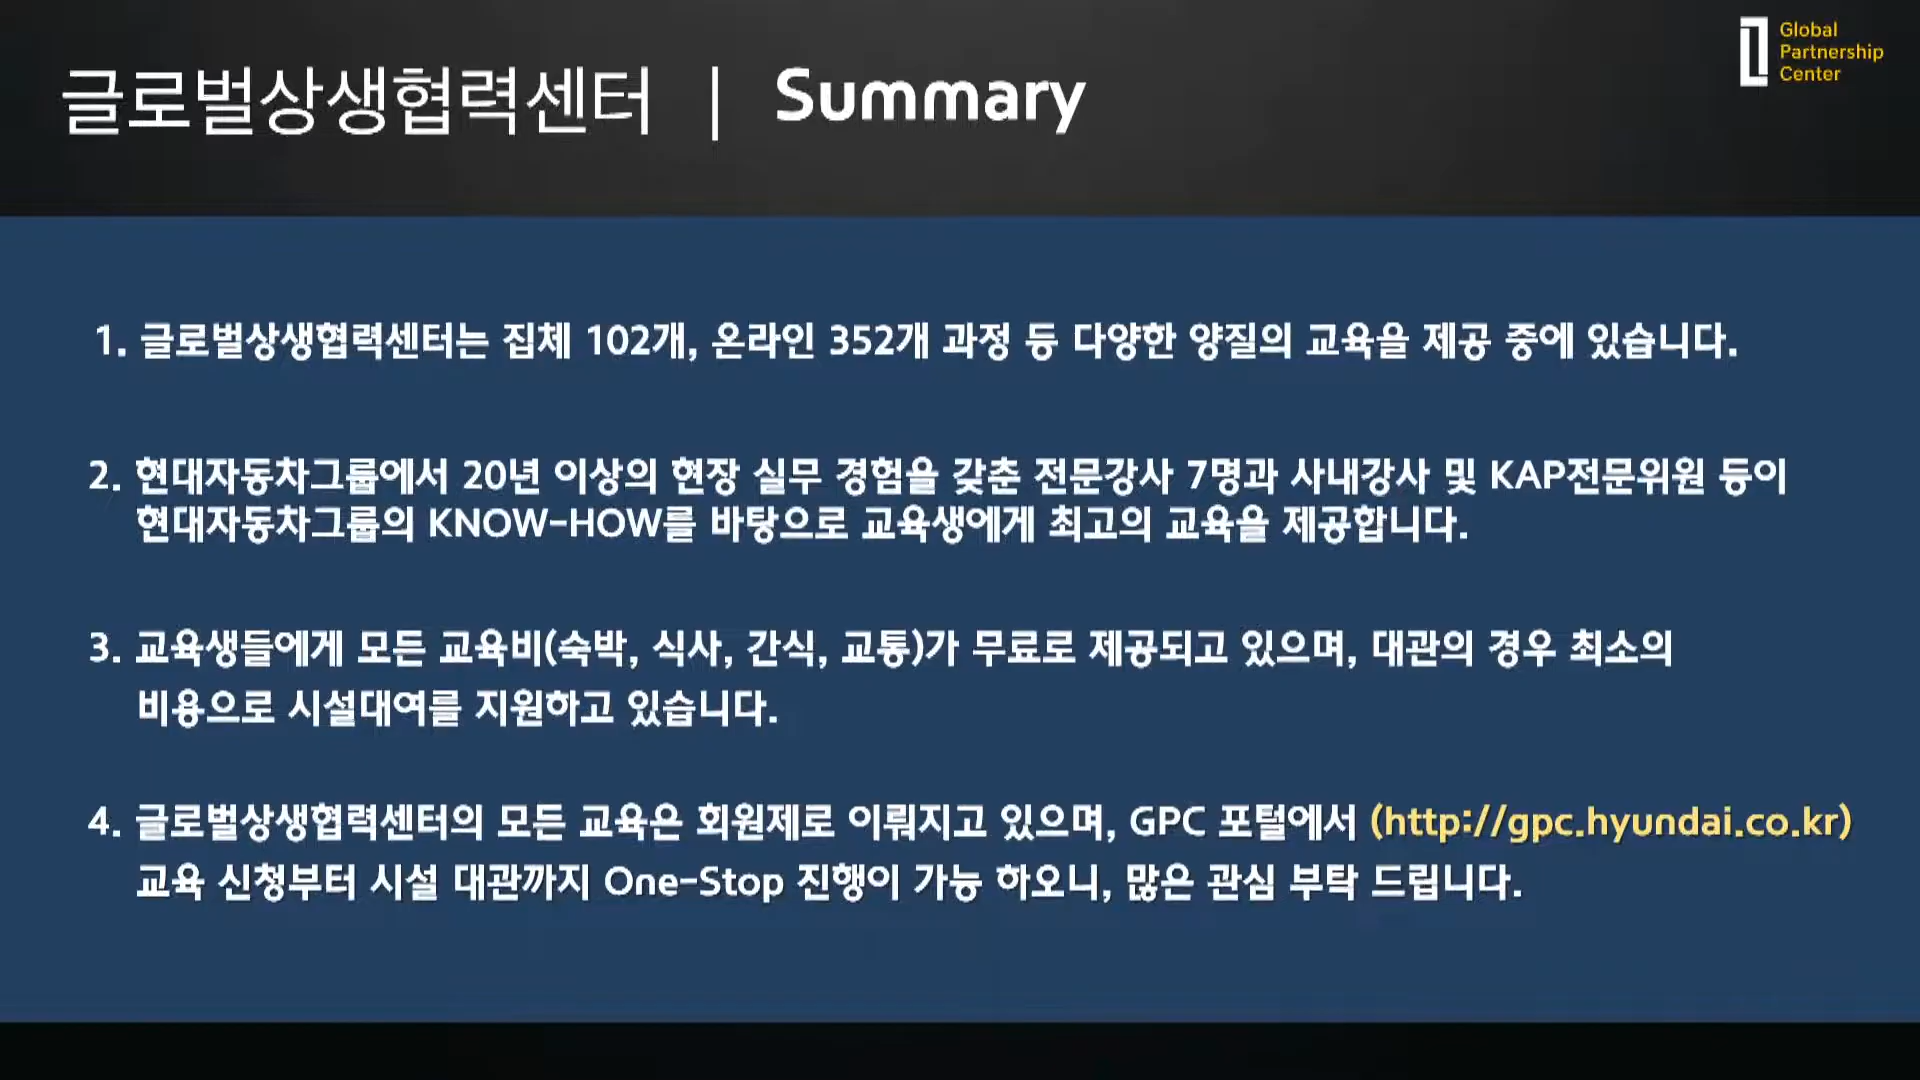 글로벌상생협력센터 | Summary
Global
Partnership
Center
1. 글로벌상생협력센터는 집체 102개, 온라인 352개 과정 등 다양한 양질의 교육을 제공 중에 있습니다.
2. 현대자동차그룹에서 20년 이상의 현장 실무 경험을 갖춘 전문강사 7명과 사내강사 및 KAP전문위원 등이
현대자동차그룹의 KNOW-HOW를 바탕으로 교육생에게 최고의 교육을 제공합니다.
3. 교육생들에게 모든 교육비(숙박, 식사, 간식, 교통)가 무료로 제공되고 있으며, 대관의 경우 최소의
비용으로 시설대여를 지원하고 있습니다.
4. 글로벌상생협력센터의 모든 교육은 회원제로 이뤄지고 있으며, GPC 포털에서 (http://gpc.hyundai.co.kr)
교육 신청부터 시설 대관까지 One-Stop 진행이 가능 하오니, 많은 관심 부탁 드립니다.